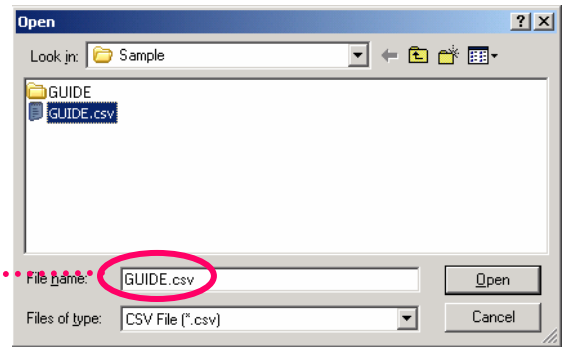 Open
Look in: Sample
GUIDE
GUIDE.csv
File name: GUIDE.csv
Open
Files of type: CSV File (*.csv)
Cancel